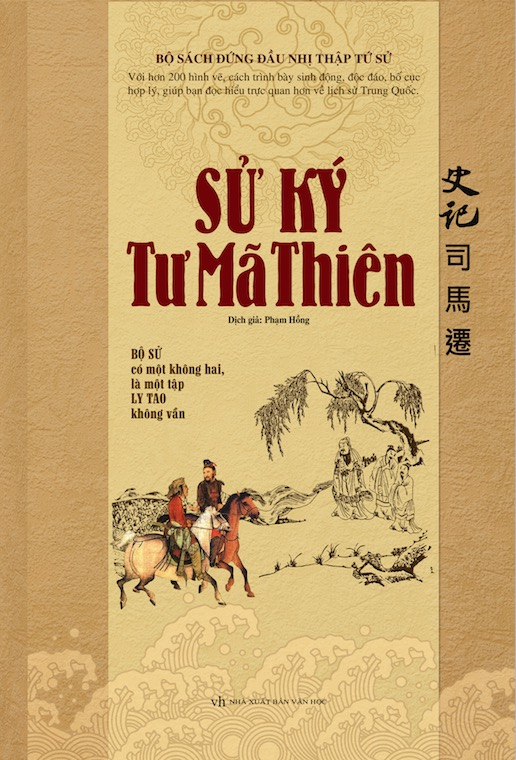 BỘ SÁCH ĐỨNG ĐẦU NHỊ THẬP TỨ SỬ
Với hơn 200 hình vẽ, cách trình bày sinh động, độc đáo, bố cục
hợp lý, giúp bạn đọc hiểu trực quan hơn về lịch sử Trung Quốc.
SỬ KÝ
Tư Mã Thiên
Dịch giả: Phạm Hồng
史记 司馬遷
BỘ SỬ
có một không hai,
là một tập
LY TAO
không vần
vh NHÀ XUẤT BẢN VĂN HỌC